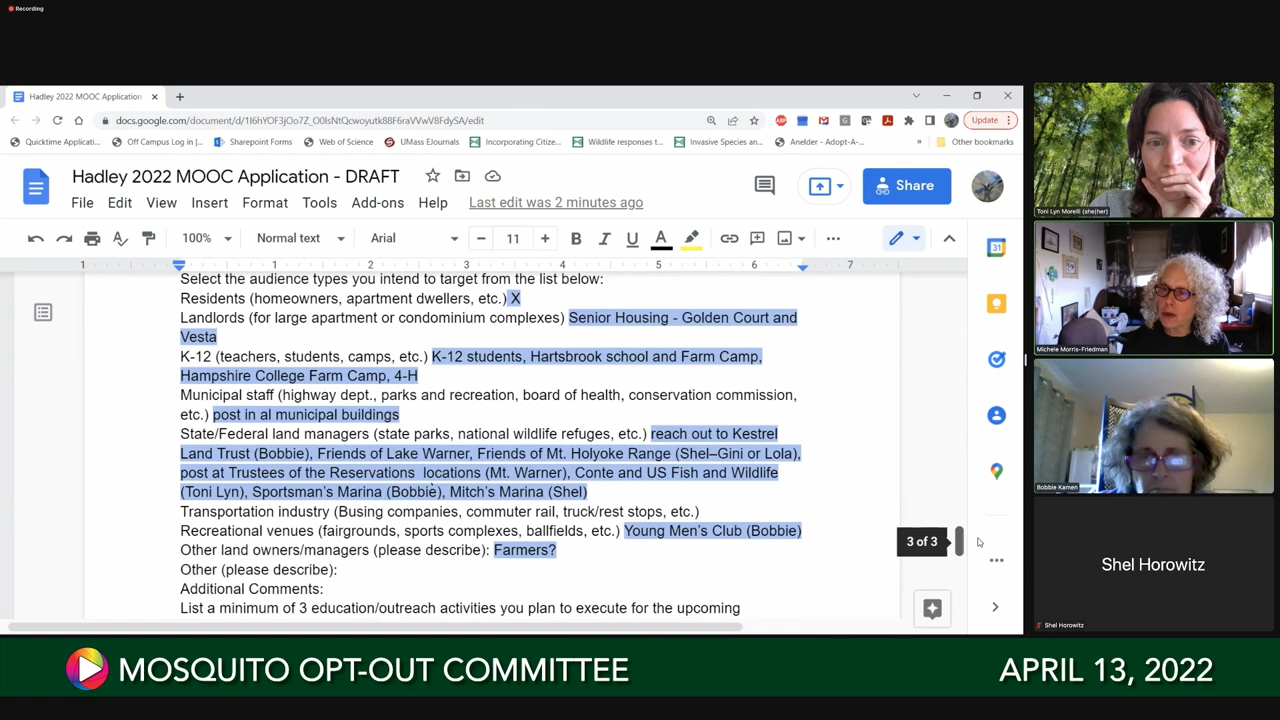 Recording
Hadley 2022 MOOC Application
docs.google.com/document/d/1I6hYOF3jOo7Z_O0lsNtQcwoyutk88F6raVVwV8FdySA/edit
Update
Quicktime Applicati...
Off Campus Log in |...
Sharepoint Forms
Web of Science
UMass EJournals
Incorporating Citize...
Wildlife responses t...
Invasive Species an...
Anelder - Adopt-A-...
»
Other bookmarks
Hadley 2022 MOOC Application - DRAFT
Share
File Edit View Insert Format Tools Add-ons Help Last edit was 2 minutes ago
100% Normal text Arial 11 B I U A
1 1 2 3 4 5 6 7
31
Select the audience types you intend to target from the list below:
Residents (homeowners, apartment dwellers, etc.) X
Landlords (for large apartment or condominium complexes) Senior Housing - Golden Court and
Vesta
K-12 (teachers, students, camps, etc.) K-12 students, Hartsbrook school and Farm Camp,
Hampshire College Farm Camp, 4-H
Municipal staff (highway dept., parks and recreation, board of health, conservation commission,
etc.) post in al municipal buildings
State/Federal land managers (state parks, national wildlife refuges, etc.) reach out to Kestrel
Land Trust (Bobbie), Friends of Lake Warner, Friends of Mt. Holyoke Range (Shel–Gini or Lola),
post at Trustees of the Reservations locations (Mt. Warner), Conte and US Fish and Wildlife
(Toni Lyn), Sportsman's Marina (Bobbie), Mitch's Marina (Shel)
Transportation industry (Busing companies, commuter rail, truck/rest stops, etc.)
Recreational venues (fairgrounds, sports complexes, ballfields, etc.) Young Men's Club (Bobbie)
Other land owners/managers (please describe): Farmers?
Other (please describe):
Additional Comments:
List a minimum of 3 education/outreach activities you plan to execute for the upcoming
3 of 3
Toni Lyn Morelli (she|her)
Michele Morris-Friedman
Bobbie Kamen
Shel Horowitz
Shel Horowitz
MOSQUITO OPT-OUT COMMITTEE
APRIL 13, 2022